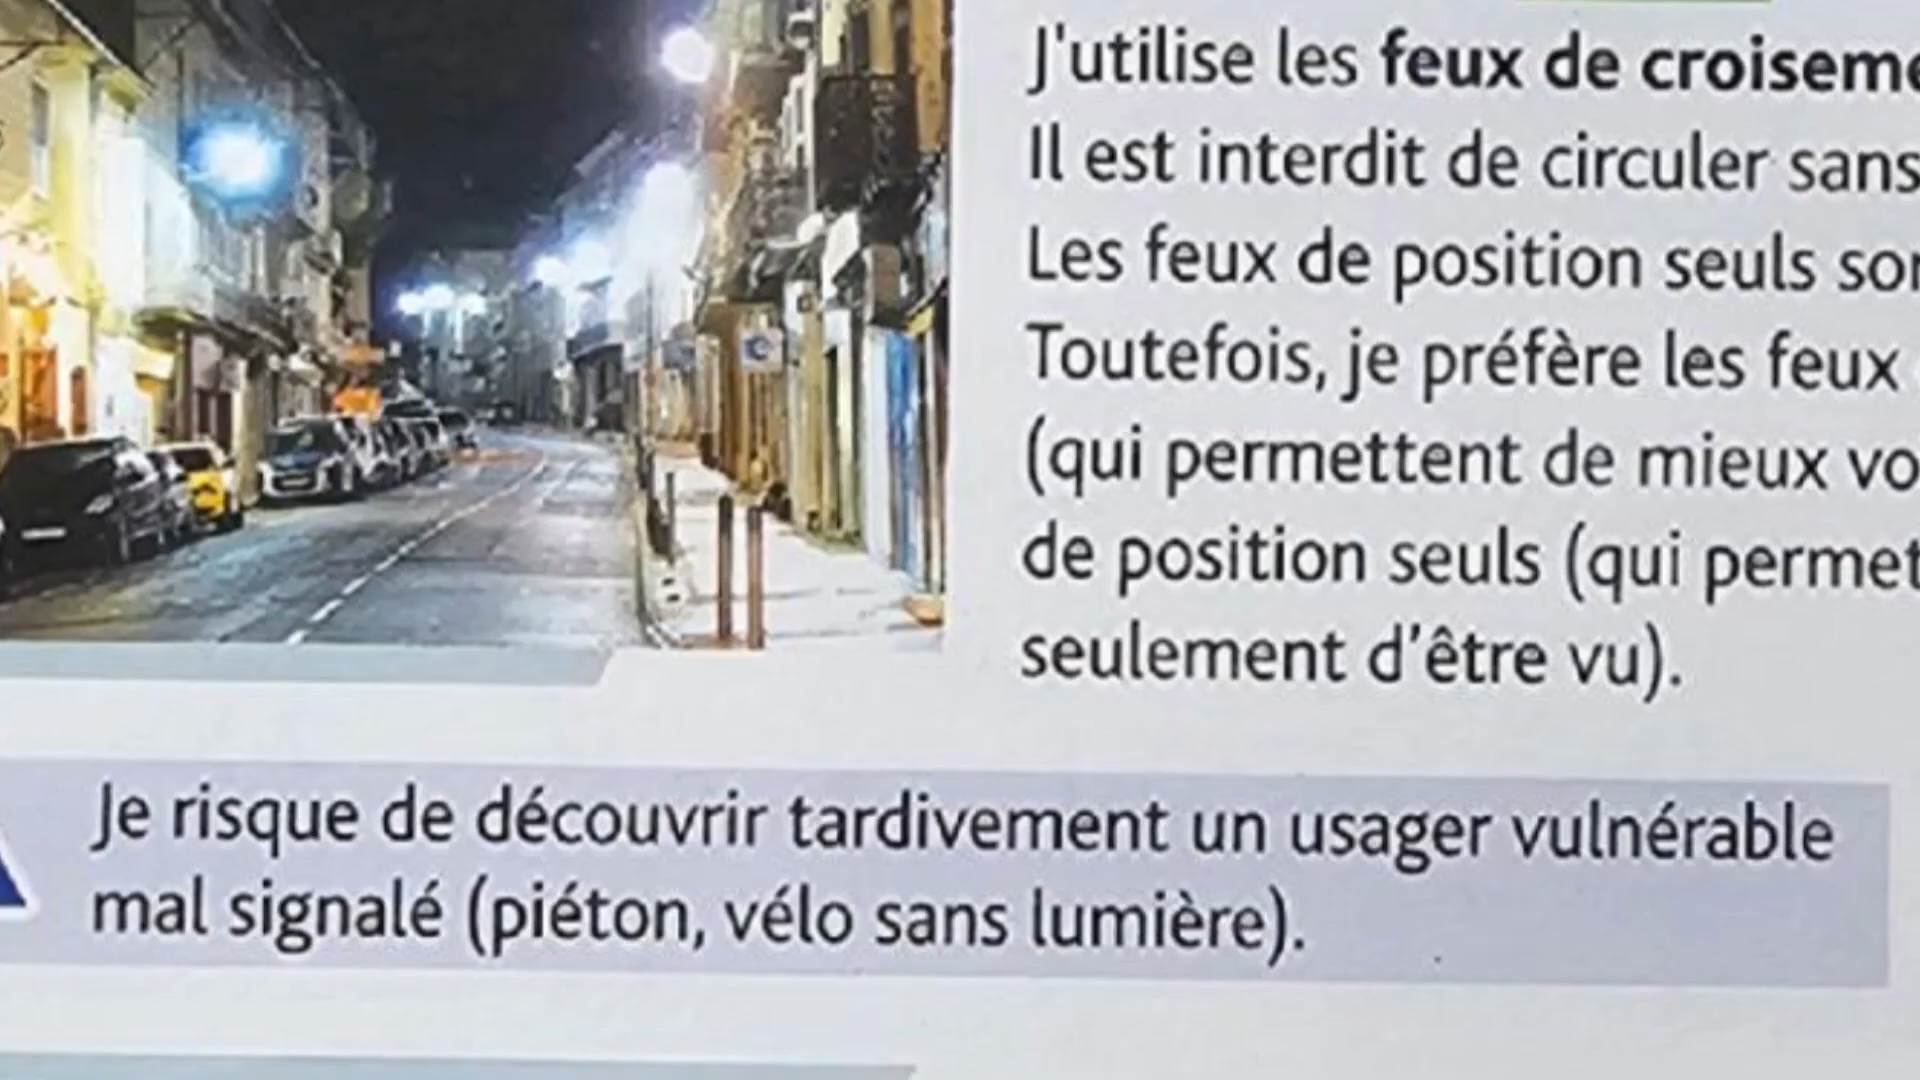 J'utilise les feux de croiseme
Il est interdit de circuler sans
Les feux de position seuls sor
Toutefois, je préfère les feux
(qui permettent de mieux vo
de position seuls (qui permet
seulement d'être vu).
Je risque de découvrir tardivement un usager vulnérable
mal signalé (piéton, vélo sans lumière).